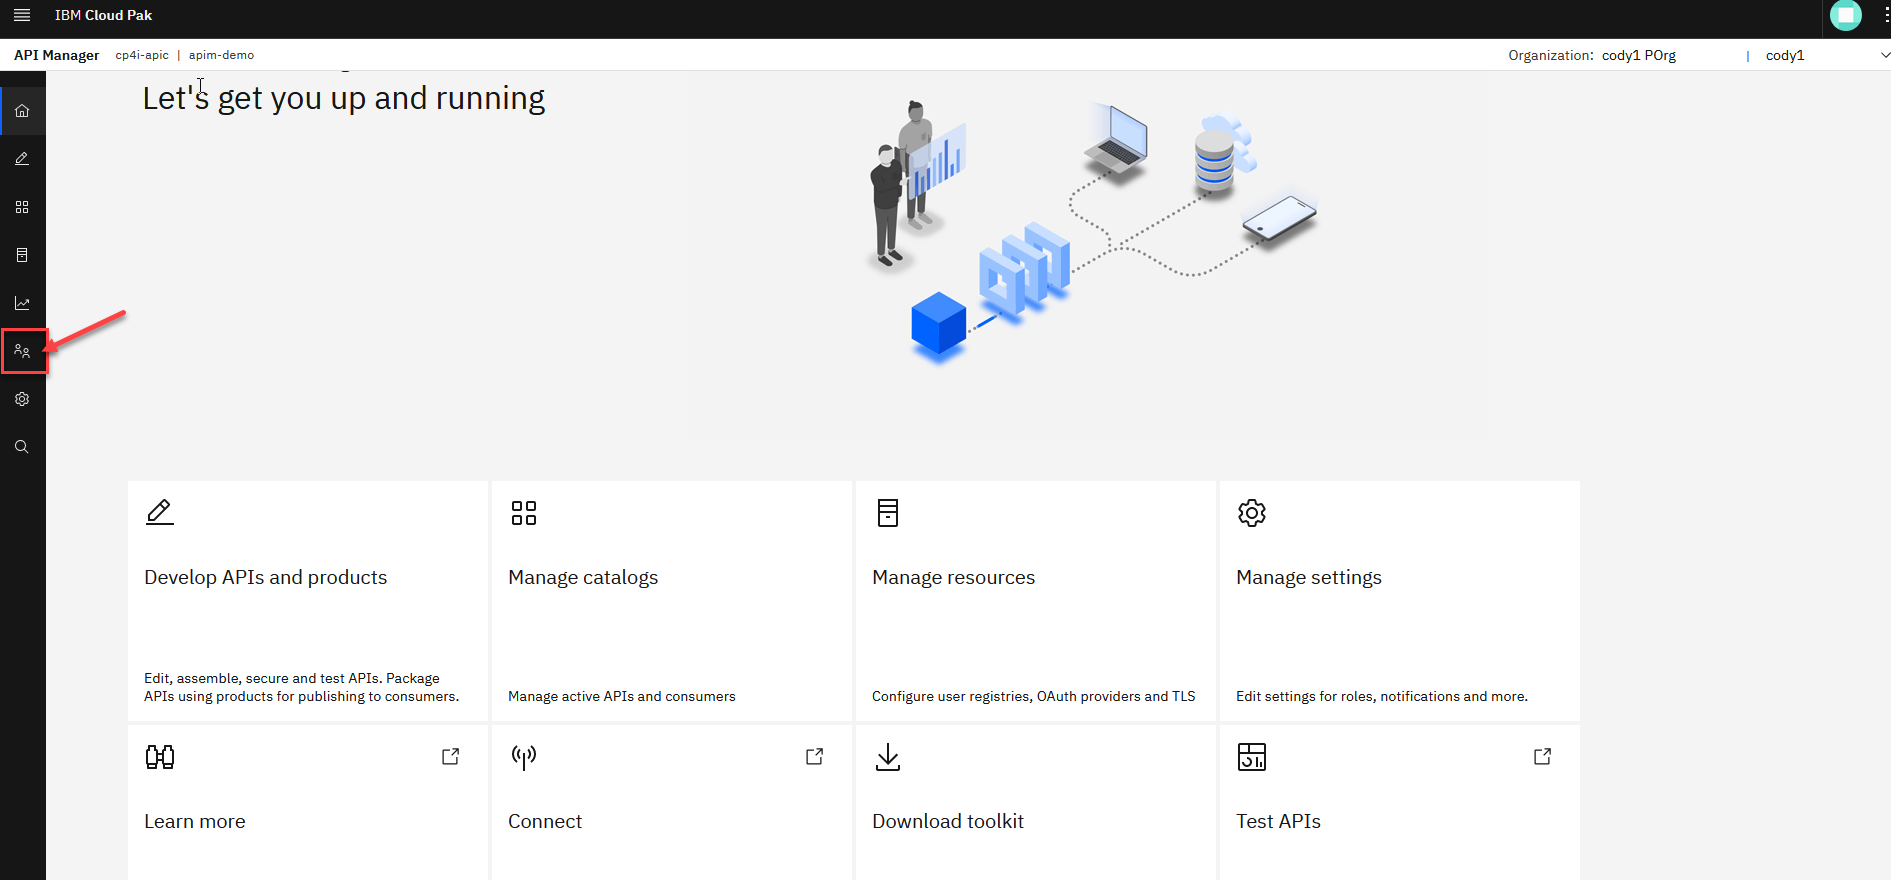 IBM Cloud Pak
API Manager cp4i-apic | apim-demo Organization: cody1 POrg | cody1
Let's get you up and running
Develop APIs and products
Edit, assemble, secure and test APIs. Package
APIs using products for publishing to consumers.
Manage catalogs
Manage active APIs and consumers
Manage resources
Configure user registries, OAuth providers and TLS
Manage settings
Edit settings for roles, notifications and more.
Learn more
Connect
Download toolkit
Test APIs